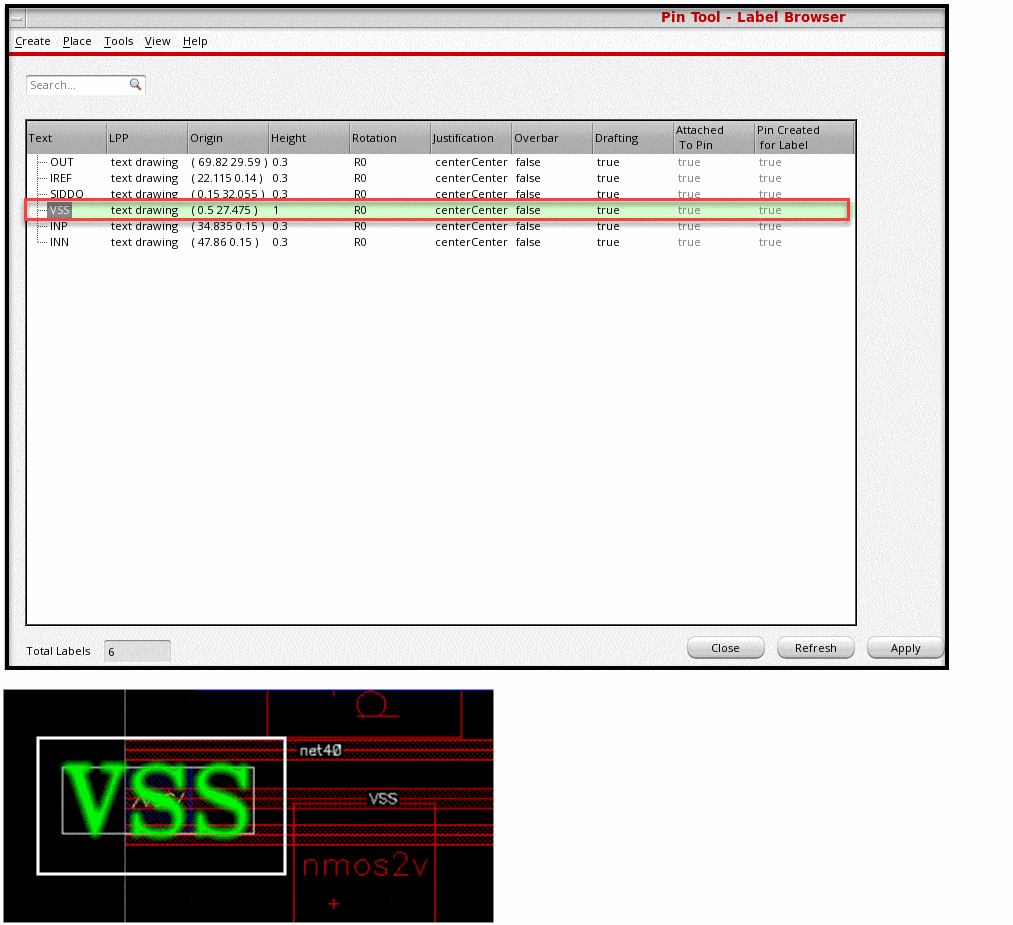 Pin Tool - Label Browser
Create Place Tools View Help
Search...
Text LPP Origin Height Rotation Justification Overbar Drafting Attached To Pin Pin Created for Label
OUT text drawing ( 69.82 29.59 ) 0.3 R0 centerCenter false true true true
IREF text drawing ( 22.115 0.14 ) 0.3 R0 centerCenter false true true true
SIDDQ text drawing ( 0.15 32.055 ) 0.3 R0 centerCenter false true true true
VSS text drawing ( 0.5 27.475 ) 1 R0 centerCenter false true true true
INP text drawing ( 34.835 0.15 ) 0.3 R0 centerCenter false true true true
INN text drawing ( 47.86 0.15 ) 0.3 R0 centerCenter false true true true
Total Labels 6 Close Refresh Apply
net40
VSS VSS
nmos2v